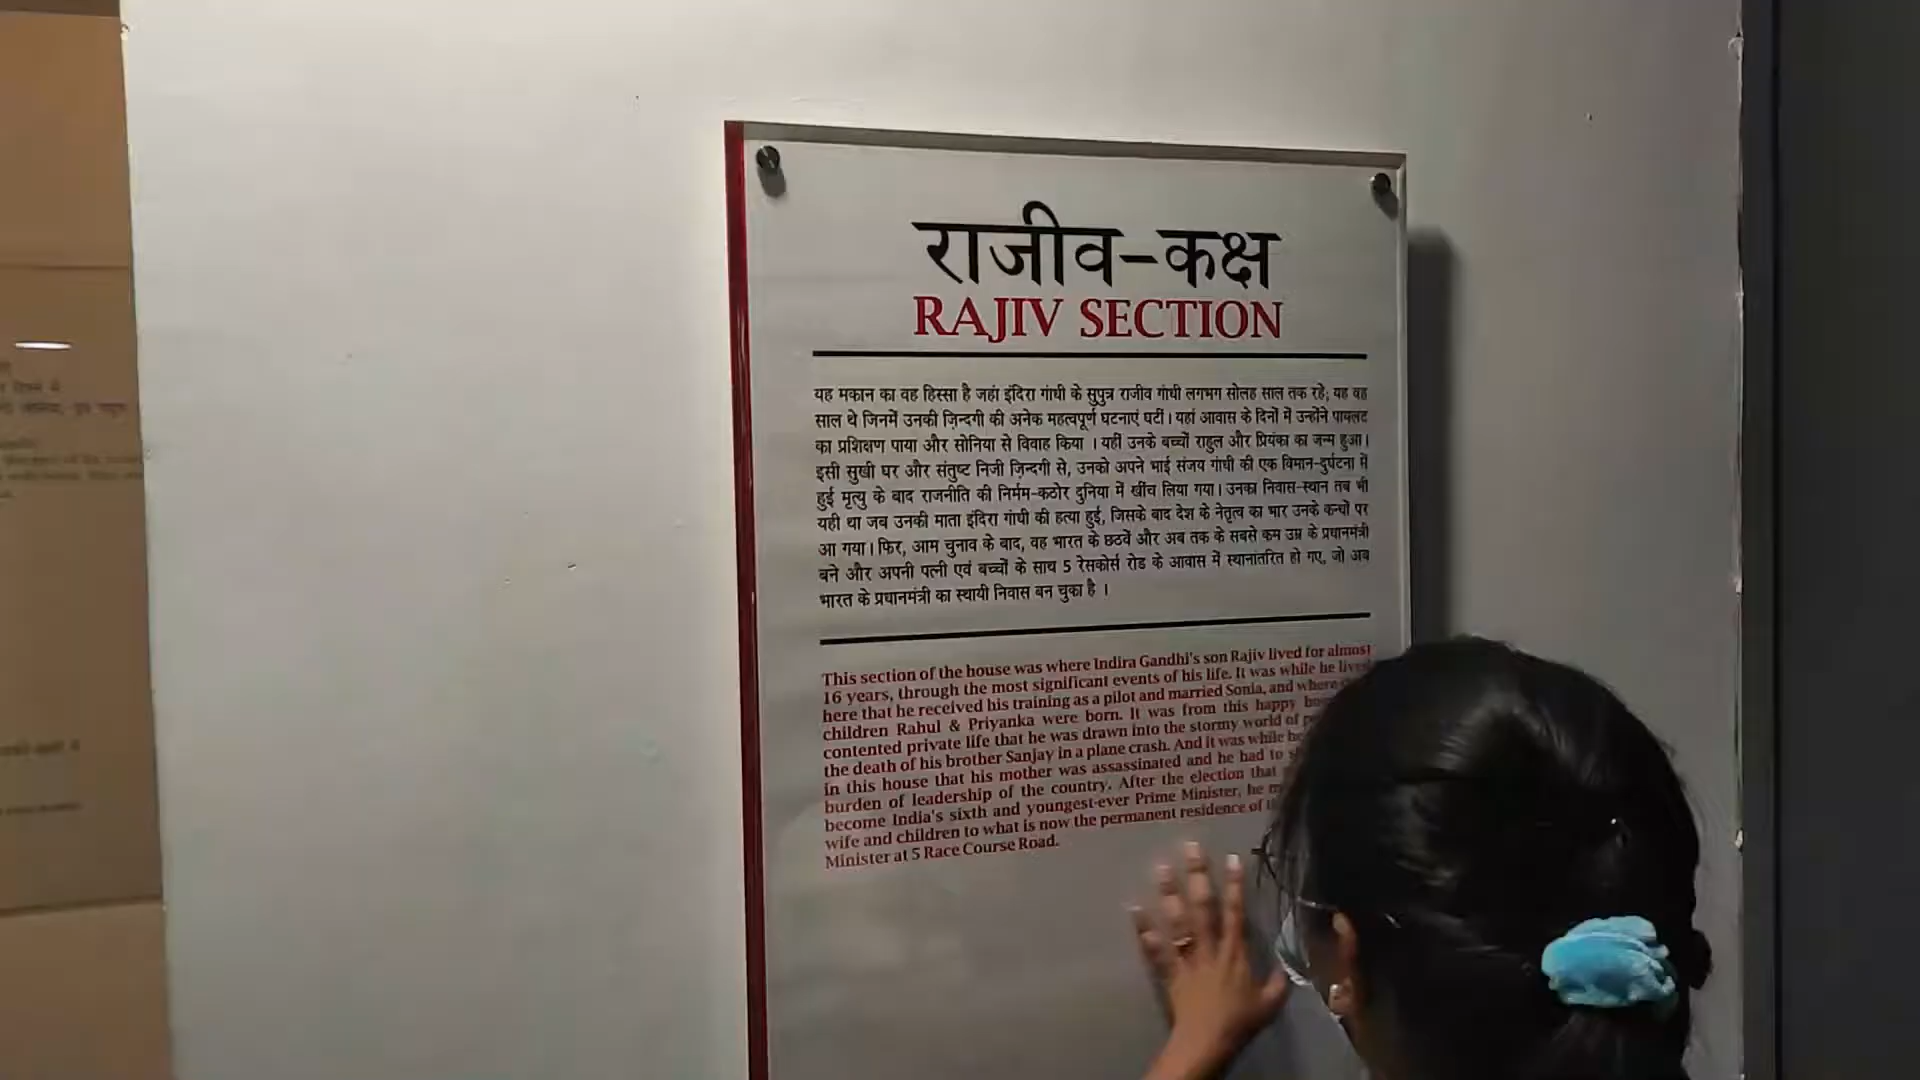 राजीव-कक्ष
RAJIV SECTION
यह मकान का वह हिस्सा है जहां इंदिरा गांधी के सुपुत्र राजीव गांधी लगभग सोलह साल तक रहे; यह वह
साल थे जिनमें उनकी ज़िन्दगी की अनेक महत्वपूर्ण घटनाएं घटीं। यहां आवास के दिनों में उन्होंने पायलट
का प्रशिक्षण पाया और सोनिया से विवाह किया । यहीं उनके बच्चों राहुल और प्रियंका का जन्म हुआ।
इसी सुखी घर और संतुष्ट निजी ज़िन्दगी से, उनको अपने भाई संजय गांधी की एक विमान-दुर्घटना में
हुई मृत्यु के बाद राजनीति की निर्मम-कठोर दुनिया में खींच लिया गया। उनका निवास-स्थान तब भी
यही था जब उनकी माता इंदिरा गांधी की हत्या हुई, जिसके बाद देश के नेतृत्व का भार उनके कन्धों पर
आ गया। फिर, आम चुनाव के बाद, वह भारत के छठवें और अब तक के सबसे कम उम्र के प्रधानमंत्री
बने और अपनी पत्नी एवं बच्चों के साथ 5 रेसकोर्स रोड के आवास में स्थानांतरित हो गए, जो अब
भारत के प्रधानमंत्री का स्थायी निवास बन चुका है ।
This section of the house was where Indira Gandhi's son Rajiv lived for almost
16 years, through the most significant events of his life. It was while he lived
here that he received his training as a pilot and married Sonia, and where
children Rahul & Priyanka were born. It was from this happy
contented private life that he was drawn into the stormy world of
the death of his brother Sanjay in a plane crash. And it was while he
in this house that his mother was assassinated and he had to
burden of leadership of the country. After the election that
become India's sixth and youngest-ever Prime Minister, he
wife and children to what is now the permanent residence of
Minister at 5 Race Course Road.